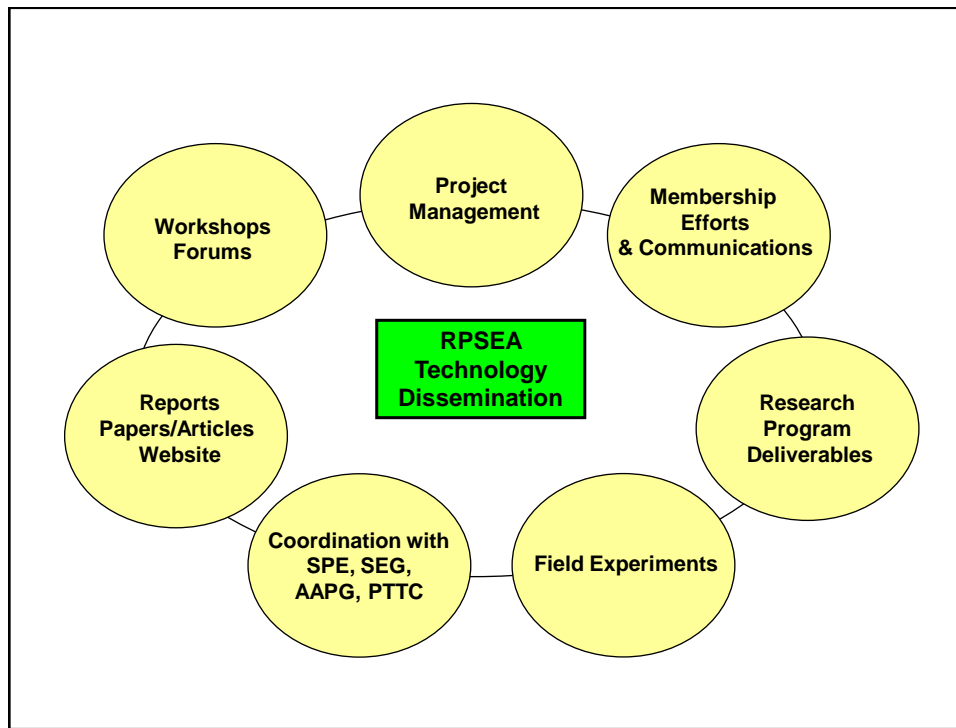 Project
Management
Membership
Efforts
& Communications
Workshops
Forums
RPSEA
Technology
Dissemination
Research
Program
Deliverables
Reports
Papers/Articles
Website
Coordination with
SPE, SEG,
AAPG, PTTC
Field Experiments